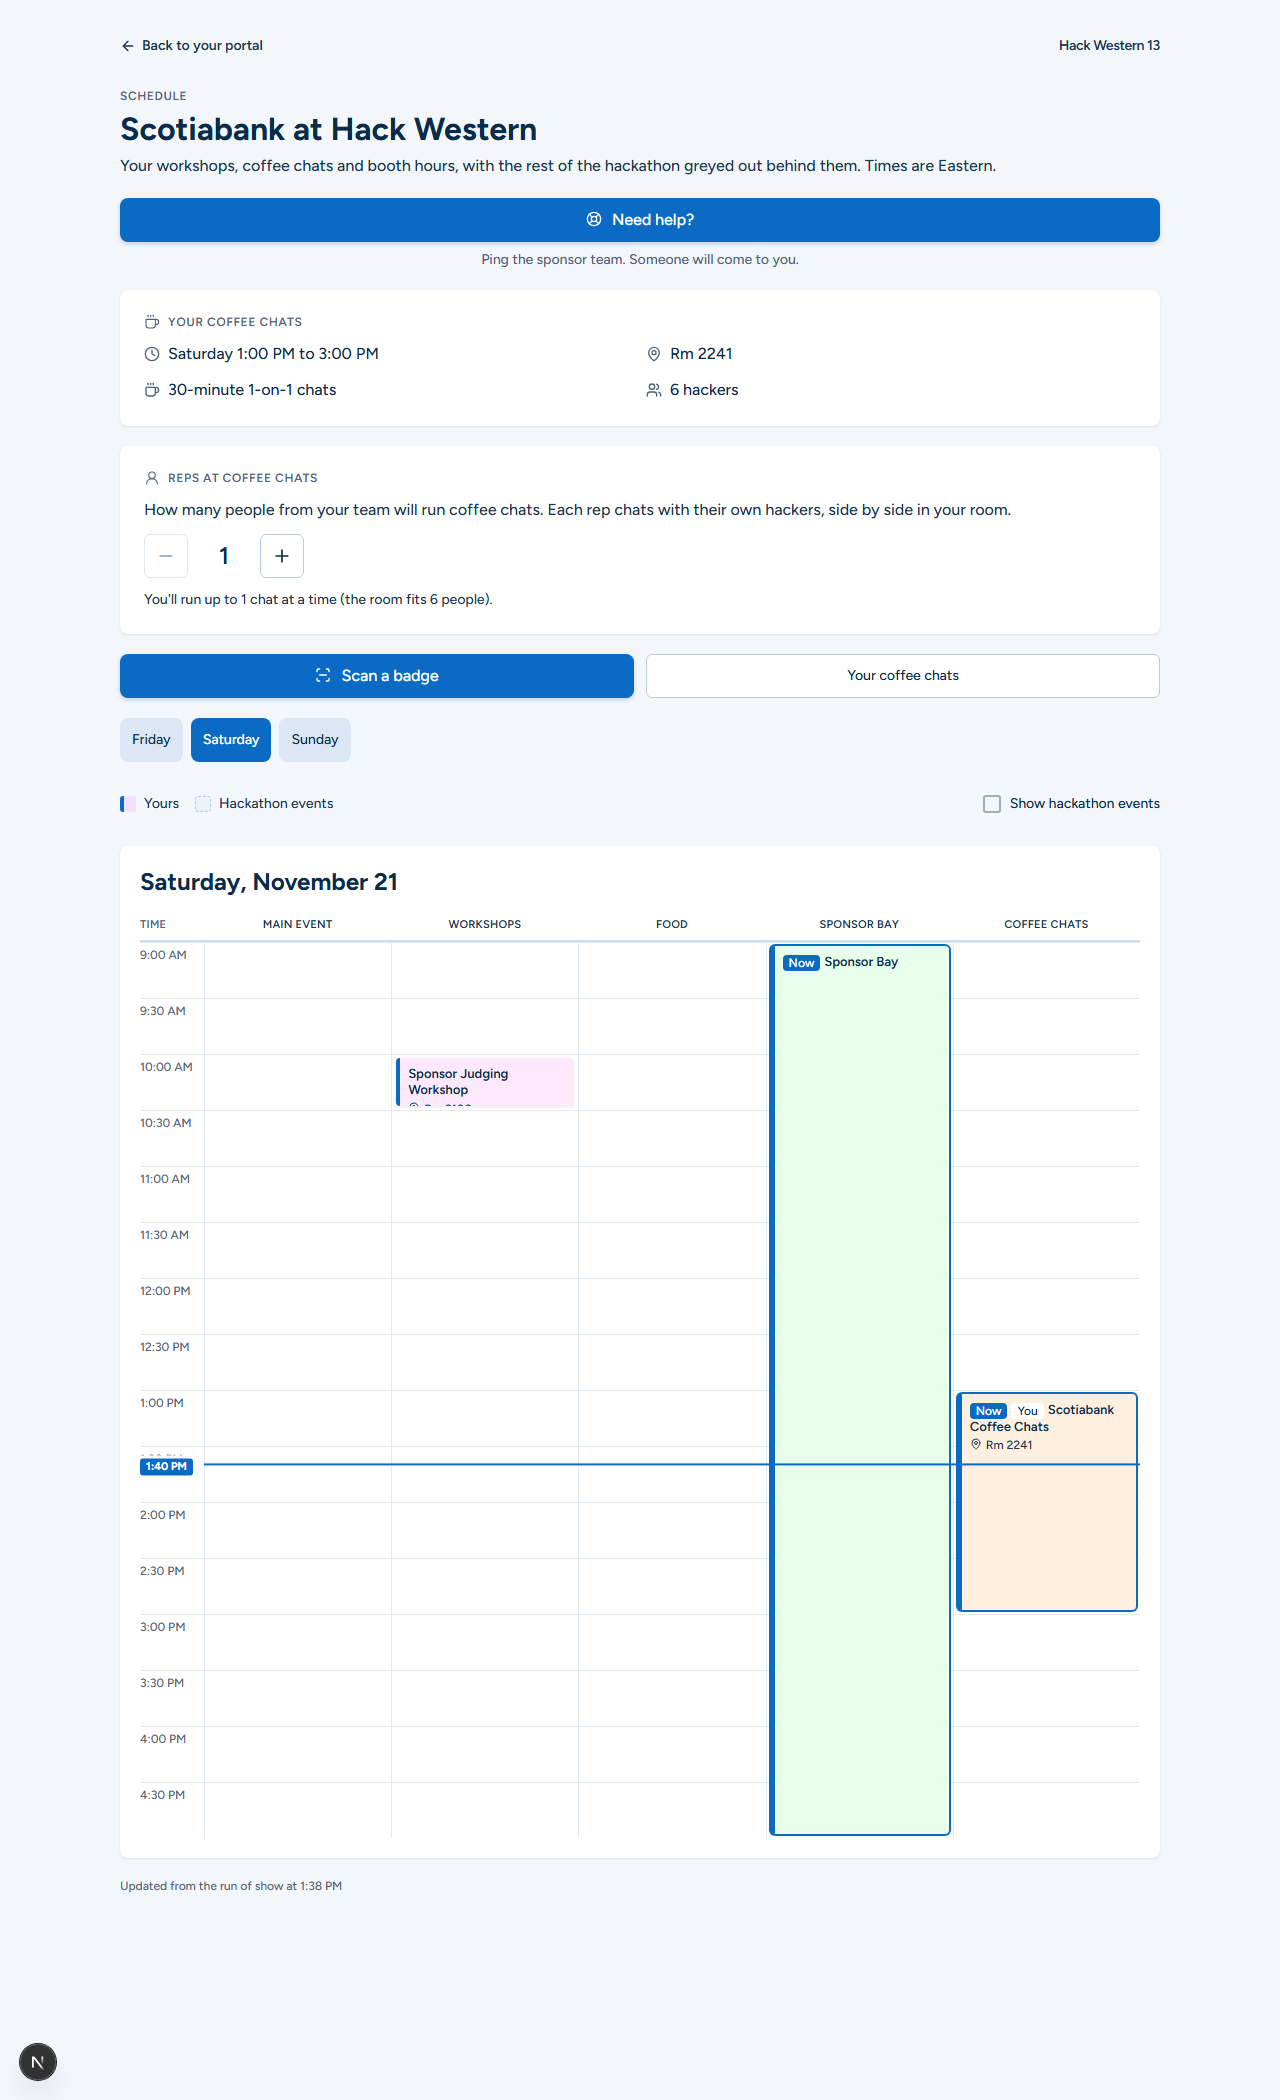 Back to your portal
Hack Western 13
SCHEDULE
Scotiabank at Hack Western
Your workshops, coffee chats and booth hours, with the rest of the hackathon greyed out behind them. Times are Eastern.
Need help?
Ping the sponsor team. Someone will come to you.
YOUR COFFEE CHATS
Saturday 1:00 PM to 3:00 PM
Rm 2241
30-minute 1-on-1 chats
6 hackers
REPS AT COFFEE CHATS
How many people from your team will run coffee chats. Each rep chats with their own hackers, side by side in your room.
1
You'll run up to 1 chat at a time (the room fits 6 people).
Scan a badge
Your coffee chats
Friday
Saturday
Sunday
Yours
Hackathon events
Show hackathon events
Saturday, November 21
TIME
MAIN EVENT
WORKSHOPS
FOOD
SPONSOR BAY
COFFEE CHATS
9:00 AM
Now Sponsor Bay
9:30 AM
10:00 AM
Sponsor Judging
Workshop
10:30 AM
11:00 AM
11:30 AM
12:00 PM
12:30 PM
1:00 PM
Now You Scotiabank
Coffee Chats
Rm 2241
1:40 PM
2:00 PM
2:30 PM
3:00 PM
3:30 PM
4:00 PM
4:30 PM
Updated from the run of show at 1:38 PM
N